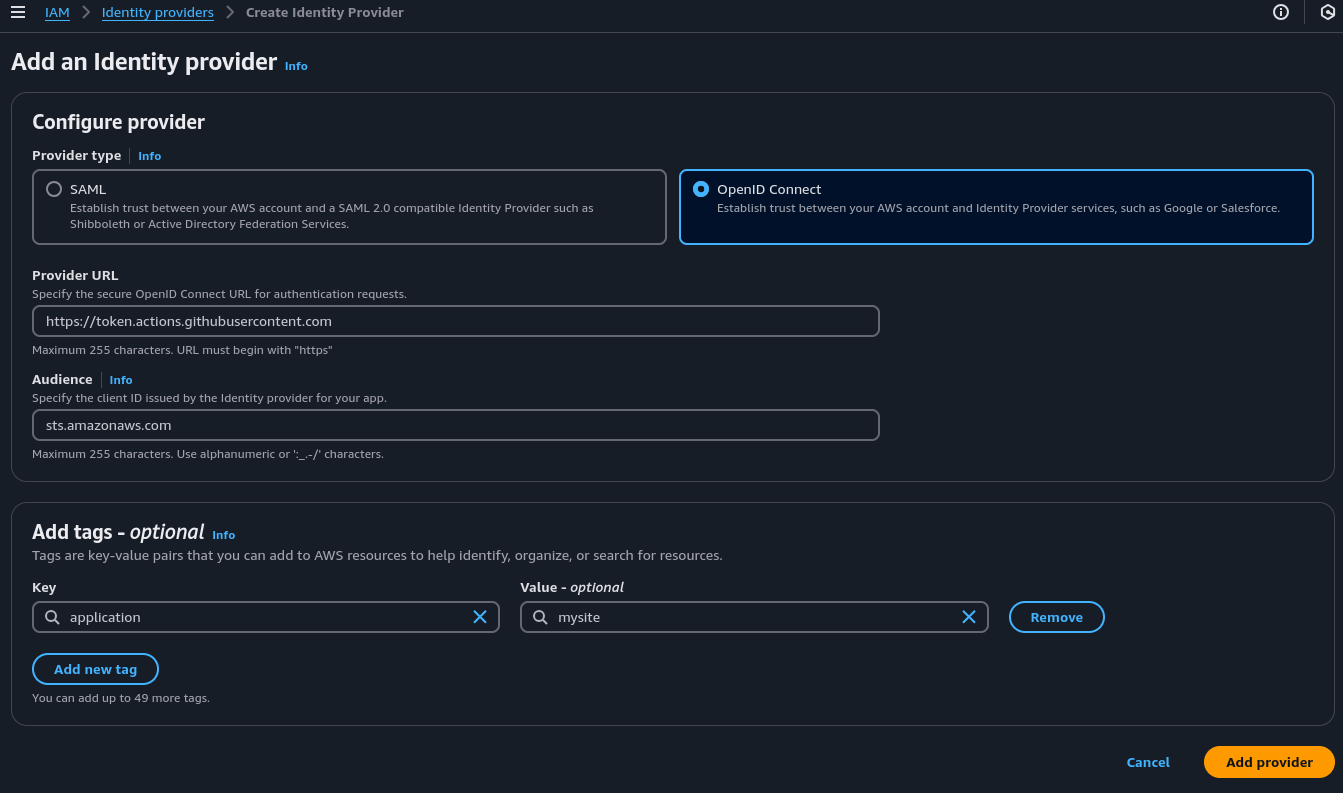 IAM > Identity providers > Create Identity Provider
Add an Identity provider Info
Configure provider
Provider type Info
SAML
Establish trust between your AWS account and a SAML 2.0 compatible Identity Provider such as
Shibboleth or Active Directory Federation Services.
OpenID Connect
Establish trust between your AWS account and Identity Provider services, such as Google or Salesforce.
Provider URL
Specify the secure OpenID Connect URL for authentication requests.
https://token.actions.githubusercontent.com
Maximum 255 characters. URL must begin with "https"
Audience Info
Specify the client ID issued by the Identity provider for your app.
sts.amazonaws.com
Maximum 255 characters. Use alphanumeric or ':_.-/' characters.
Add tags - optional Info
Tags are key-value pairs that you can add to AWS resources to help identify, organize, or search for resources.
Key Value - optional
application mysite Remove
Add new tag
You can add up to 49 more tags.
Cancel Add provider